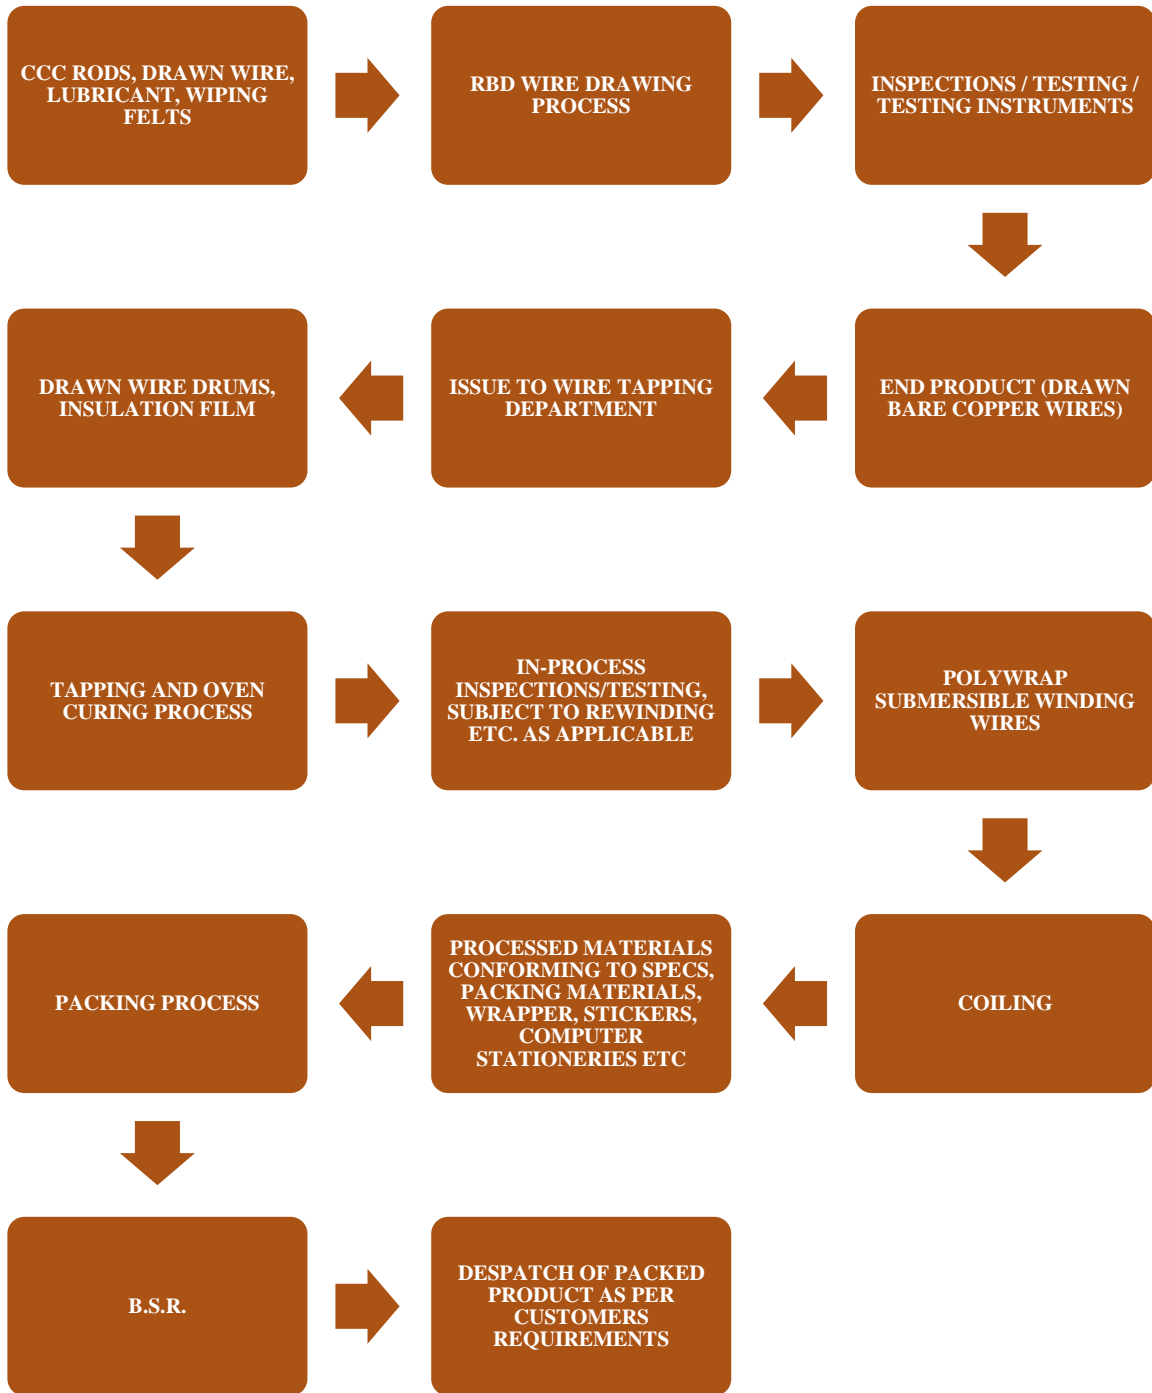 CCC RODS, DRAWN WIRE,
LUBRICANT, WIPING
FELTS
RBD WIRE DRAWING
PROCESS
INSPECTIONS / TESTING /
TESTING INSTRUMENTS
END PRODUCT (DRAWN
BARE COPPER WIRES)
ISSUE TO WIRE TAPPING
DEPARTMENT
DRAWN WIRE DRUMS,
INSULATION FILM
TAPPING AND OVEN
CURING PROCESS
IN-PROCESS
INSPECTIONS/TESTING,
SUBJECT TO REWINDING
ETC. AS APPLICABLE
POLYWRAP
SUBMERSIBLE WINDING
WIRES
COILING
PROCESSED MATERIALS
CONFORMING TO SPECS,
PACKING MATERIALS,
WRAPPER, STICKERS,
COMPUTER
STATIONERIES ETC
PACKING PROCESS
B.S.R.
DESPATCH OF PACKED
PRODUCT AS PER
CUSTOMERS
REQUIREMENTS